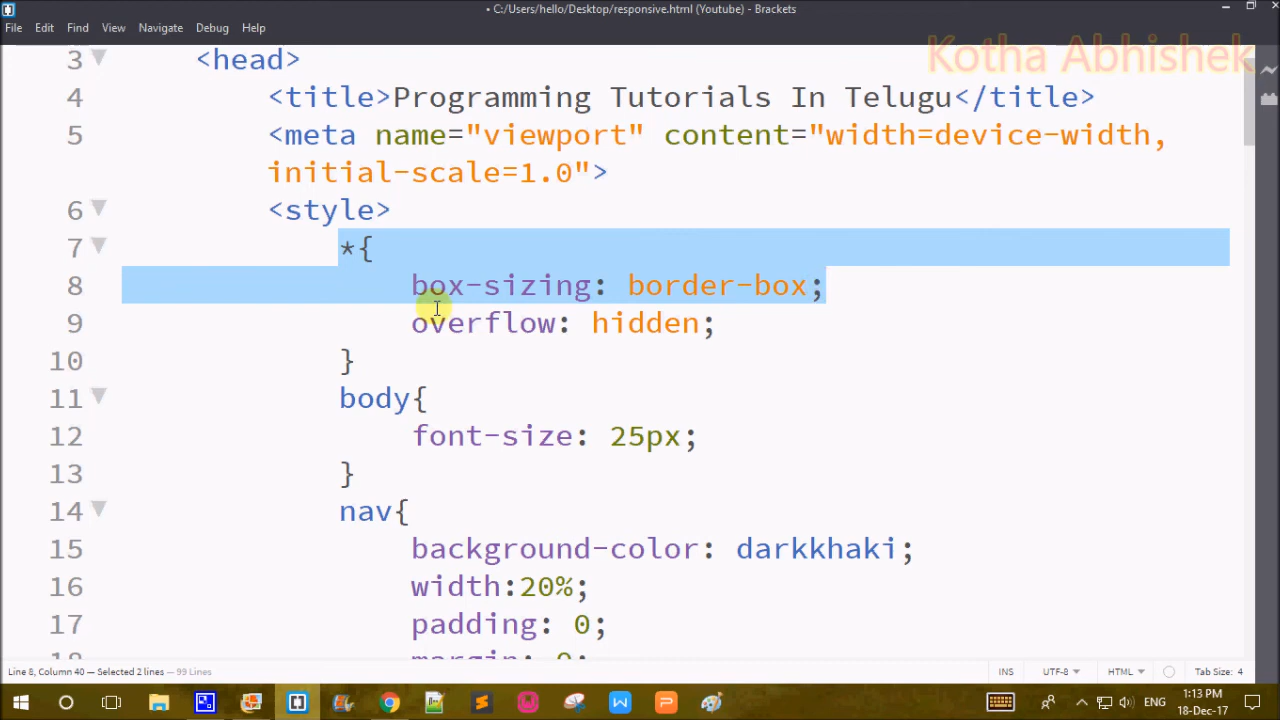 • C:/Users/hello/Desktop/responsive.html (Youtube) - Brackets
File Edit Find View Navigate Debug Help
Kotha Abhishek
3 <head>
4 <title>Programming Tutorials In Telugu</title>
5 <meta name="viewport" content="width=device-width,
initial-scale=1.0">
6 <style>
7 *{
8 box-sizing: border-box;
9 overflow: hidden;
10 }
11 body{
12 font-size: 25px;
13 }
14 nav{
15 background-color: darkkhaki;
16 width:20%;
17 padding: 0;
18 margin: 0;
Line 8, Column 40 — Selected 2 lines — 99 Lines
INS UTF-8 HTML Tab Size: 4
ENG 1:13 PM
18-Dec-17